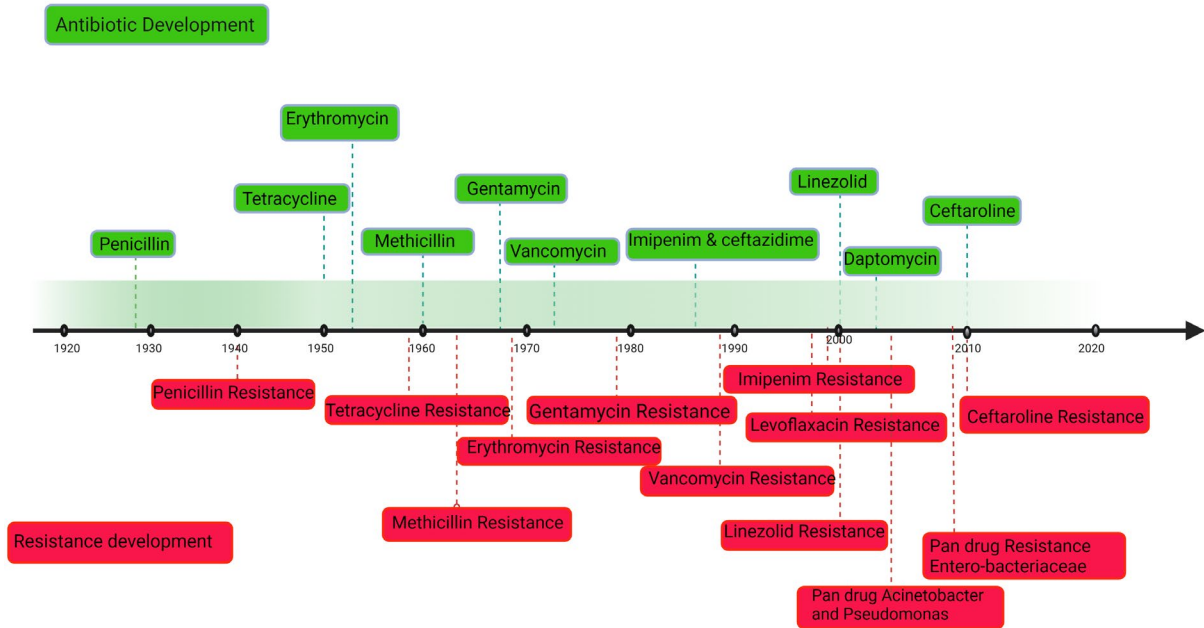 Antibiotic Development
Erythromycin
Linezolid
Gentamycin
Tetracycline
Ceftaroline
Penicillin
Methicillin
Vancomycin
Imipenim & ceftazidime
Daptomycin
1920
1930
1940
1950
1960
1970
1980
1990
2000
2010
2020
Imipenim Resistance
Penicillin Resistance
Tetracycline Resistance
Gentamycin Resistance
Ceftaroline Resistance
Levoflaxacin Resistance
Erythromycin Resistance
Vancomycin Resistance
Methicillin Resistance
Linezolid Resistance
Resistance development
Pan drug Resistance
Entero-bacteriaceae
Pan drug Acinetobacter
and Pseudomonas